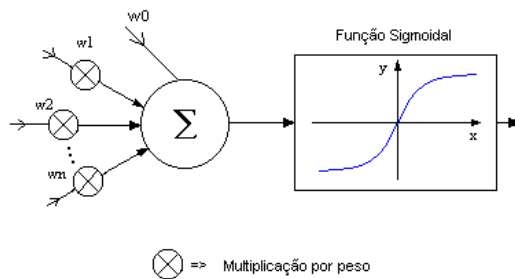 w0
Função Sigmoidal
w1
y
w2
Σ
x
wn
=> Multiplicação por peso